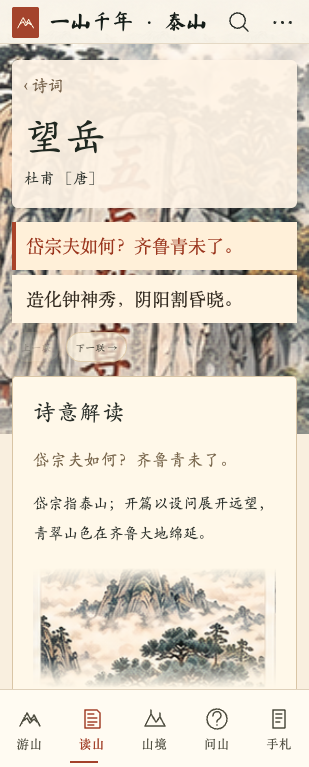 一山千年 · 泰山
‹ 诗词
望岳
杜甫 [唐]
岱宗夫如何？齐鲁青未了。
造化钟神秀，阴阳割昏晓。
下一联 →
诗意解读
岱宗夫如何？齐鲁青未了。
岱宗指泰山；开篇以设问展开远望，
青翠山色在齐鲁大地绵延。
游山 读山 山境 问山 手札